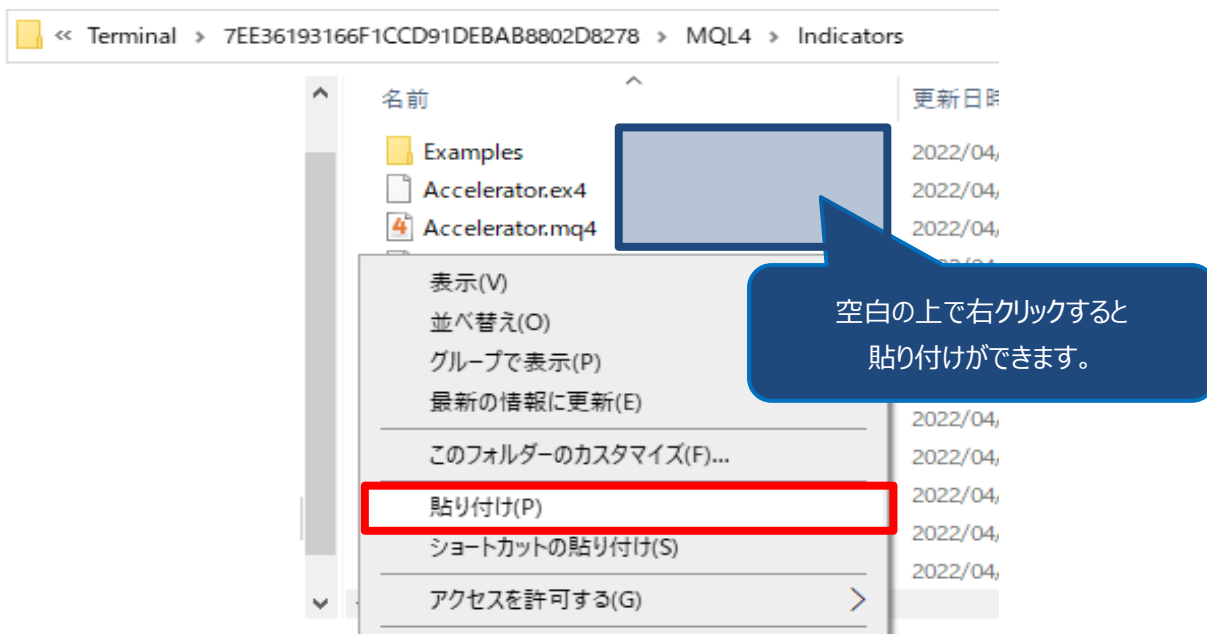 « Terminal > 7EE36193166F1CCD91DEBAB8802D8278 > MQL4 > Indicators
名前
更新日時
Examples
2022/04/
Accelerator.ex4
2022/04/
Accelerator.mq4
2022/04/
空白の上で右クリックすると
貼り付けができます。
表示(V)
並べ替え(O)
グループで表示(P)
最新の情報に更新(E)
2022/04/
このフォルダーのカスタマイズ(F)...
2022/04/
貼り付け(P)
2022/04/
ショートカットの貼り付け(S)
2022/04/
アクセスを許可する(G)
2022/04/